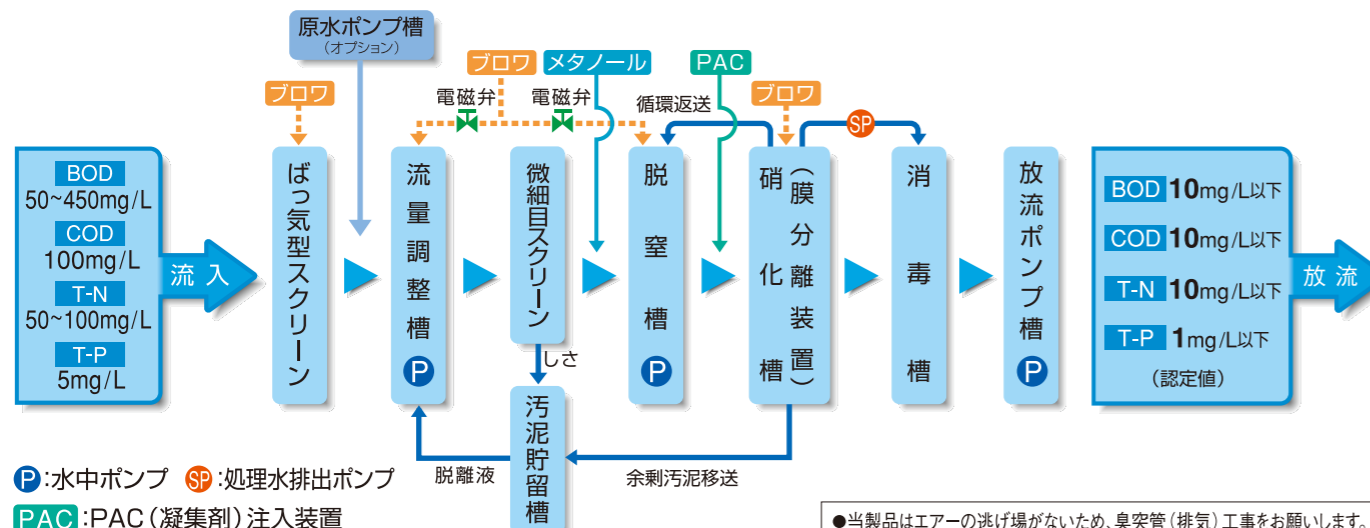 原水ポンプ槽
(オプション)
ブロワ
ブロワ
メタノール
PAC
ブロワ
電磁弁
電磁弁
循環返送
SP
BOD
50~450mg/L
COD
100mg/L
T-N
50~100mg/L
T-P
5mg/L
流入
ばっ気型スクリーン
流量調整槽
P
微細目スクリーン
脱窒槽
P
硝化槽
(膜分離装置)
消毒槽
放流ポンプ槽
P
BOD 10mg/L以下
COD 10mg/L以下
T-N 10mg/L以下
T-P 1mg/L以下
(認定値)
放流
しさ
汚泥貯留槽
脱離液
余剰汚泥移送
P:水中ポンプ SP:処理水排出ポンプ
PAC:PAC(凝集剤)注入装置
●当製品はエアーの逃げ場がないため、臭突管(排気)工事をお願いします。